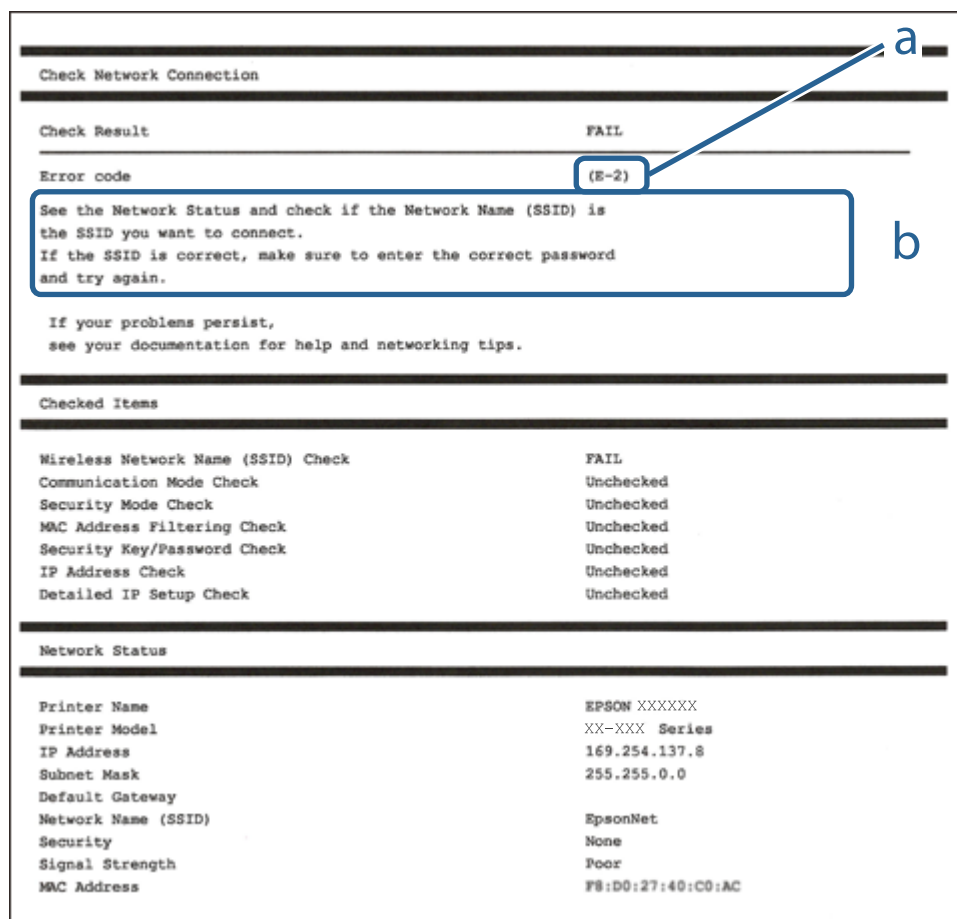 a
Check Network Connection
Check Result FAIL
Error code (E-2)
See the Network Status and check if the Network Name (SSID) is
the SSID you want to connect.
If the SSID is correct, make sure to enter the correct password
and try again.
b
If your problems persist,
see your documentation for help and networking tips.
Checked Items
Wireless Network Name (SSID) Check FAIL
Communication Mode Check Unchecked
Security Mode Check Unchecked
MAC Address Filtering Check Unchecked
Security Key/Password Check Unchecked
IP Address Check Unchecked
Detailed IP Setup Check Unchecked
Network Status
Printer Name EPSON XXXXXX
Printer Model XX-XXX Series
IP Address 169.254.137.8
Subnet Mask 255.255.0.0
Default Gateway
Network Name (SSID) EpsonNet
Security None
Signal Strength Poor
MAC Address F8:D0:27:40:C0:AC